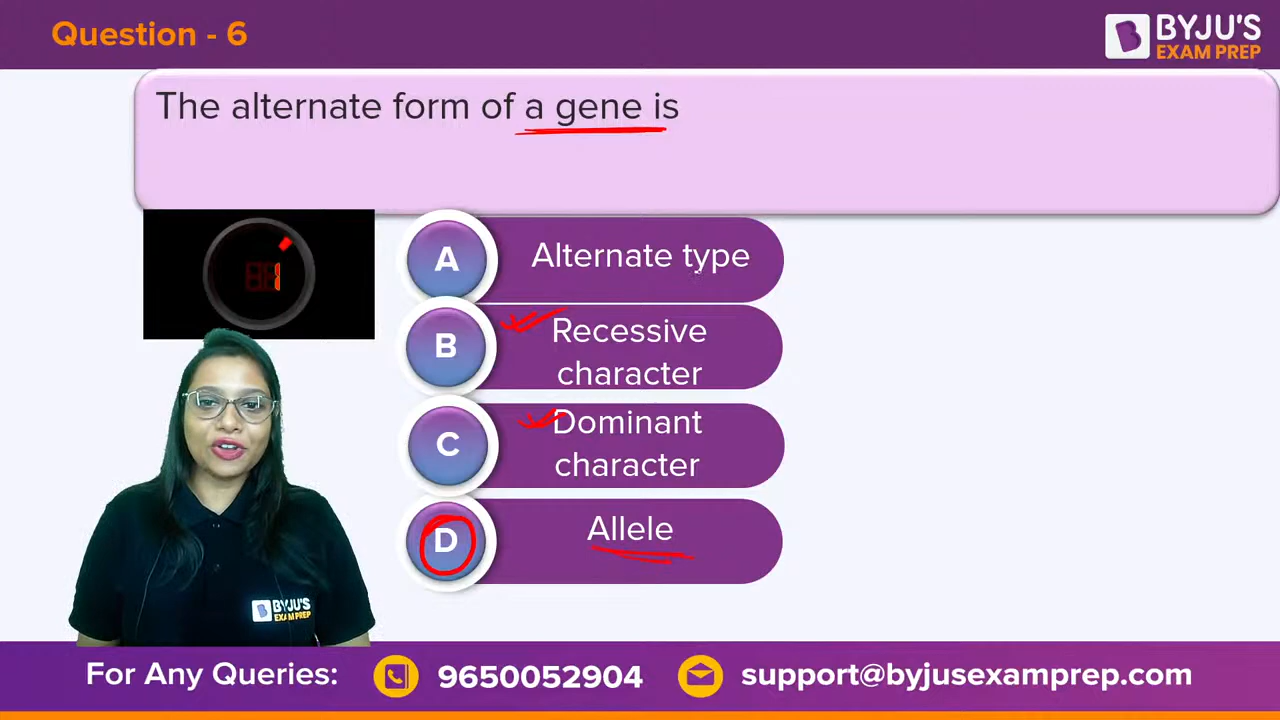 Question - 6
BYJU'S
EXAM PREP
The alternate form of a gene is
1
A
Alternate type
B
Recessive
character
C
Dominant
character
D
Allele
BYJU'S
EXAM PREP
For Any Queries:
9650052904
support@byjusexamprep.com